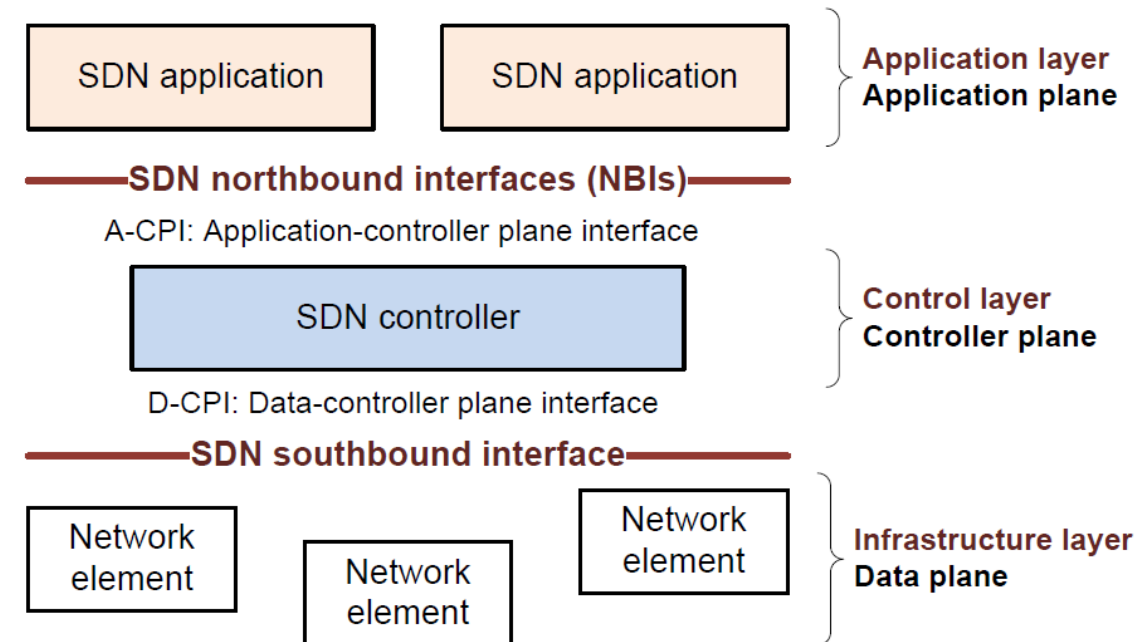 SDN application
SDN application
Application layer
Application plane
SDN northbound interfaces (NBIs)
A-CPI: Application-controller plane interface
SDN controller
Control layer
Controller plane
D-CPI: Data-controller plane interface
SDN southbound interface
Network
element
Network
element
Network
element
Infrastructure layer
Data plane